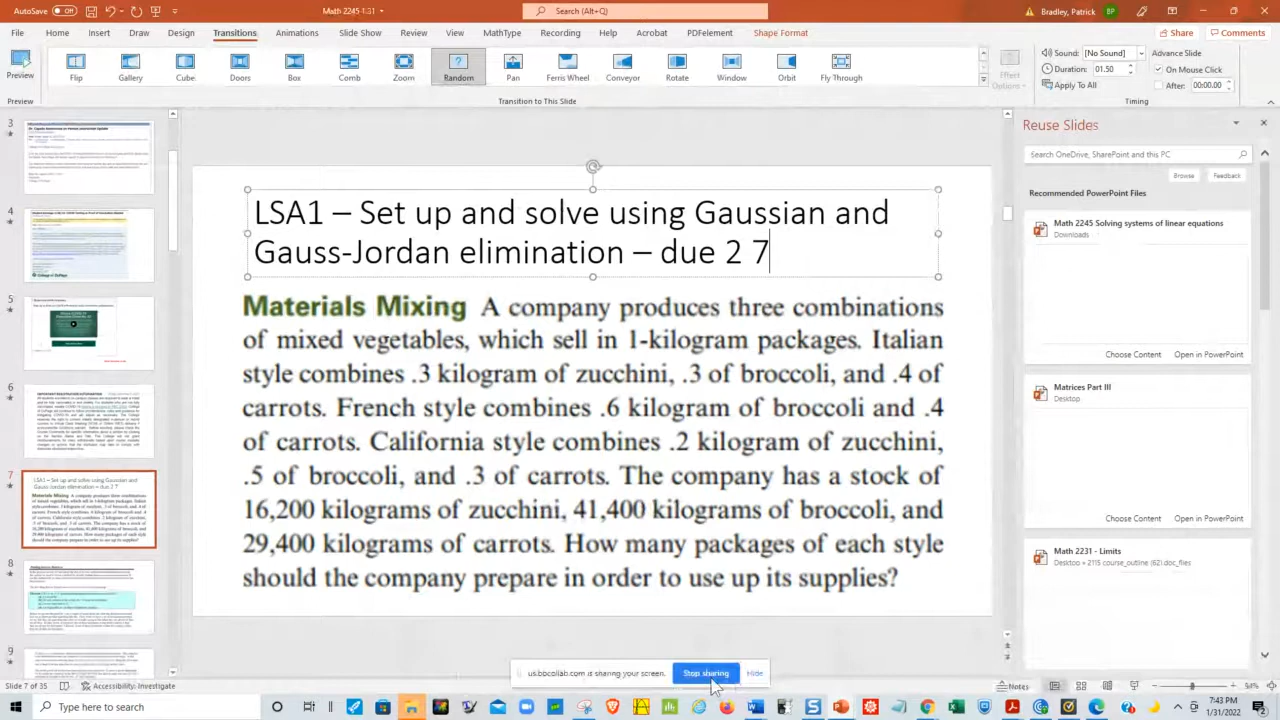 AutoSave Off
Math 2245 1-31
Search (Alt+Q)
Bradley, Patrick BP
File Home Insert Draw Design Transitions Animations Slide Show Review View MathType Recording Help Acrobat PDFelement Shape Format Share Comments
Preview Flip Gallery Cube Doors Box Comb Zoom Random Pan Ferris Wheel Conveyor Rotate Window Orbit Fly Through Effect Options
Sound: [No Sound] Advance Slide
Duration: 01.50 On Mouse Click
Apply To All After: 00:00.00
Preview Transition to This Slide Timing
3
4
5
6
7
8
9
LSA1 – Set up and solve using Gaussian and
Gauss-Jordan elimination – due 2 7
Materials Mixing A company produces three combinations
of mixed vegetables, which sell in 1-kilogram packages. Italian
style combines .3 kilogram of zucchini, .3 of broccoli, and .4 of
French style combines .6 kilogram of broccoli and .4
of carrots. California style combines .2 kilogram of zucchini,
.5 of broccoli, and .3 of carrots. The company has a stock of
16,200 kilograms of zucchini, 41,400 kilograms of broccoli, and
29,400 kilograms of carrots. How many packages of each style
should the company prepare in order to use up its supplies?
Reuse Slides
Search OneDrive, SharePoint and this PC
Browse Feedback
Recommended PowerPoint Files
Math 2245 Solving systems of linear equations
Downloads
Choose Content Open in PowerPoint
Matrices Part III
Desktop
Choose Content Open in PowerPoint
Math 2231 - Limits
Desktop » 2115 course_outline (62).doc_files
us.bbcollab.com is sharing your screen. Stop sharing Hide
Slide 7 of 35 Accessibility: Investigate Notes
Type here to search
7:43 PM
1/31/2022